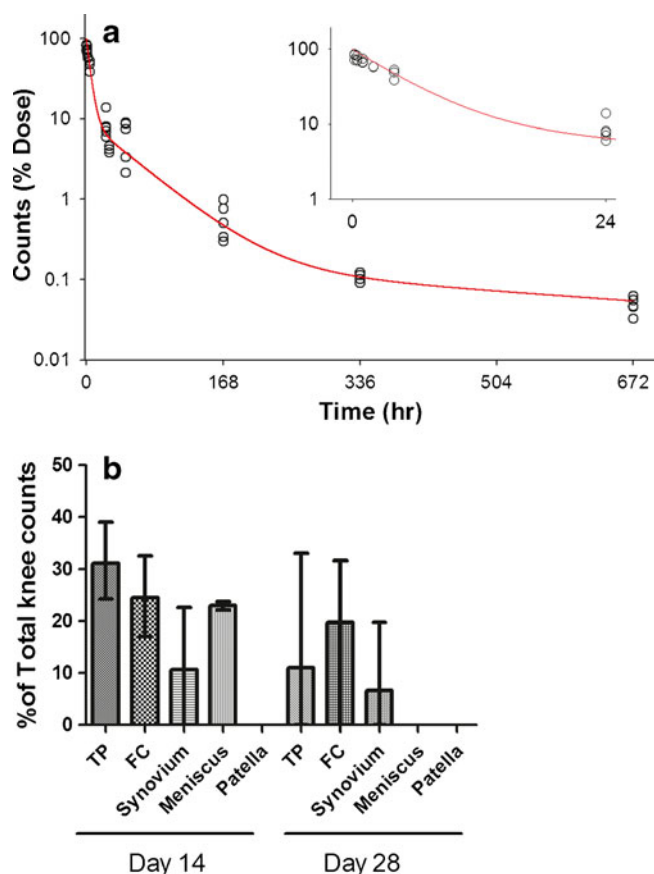 a
100
10
1
0.1
0.01
Counts (% Dose)
0 168 336 504 672
Time (hr)
100
10
1
0 24
b
50
40
30
20
10
0
%of Total knee counts
TP FC Synovium Meniscus Patella TP FC Synovium Meniscus Patella
Day 14 Day 28